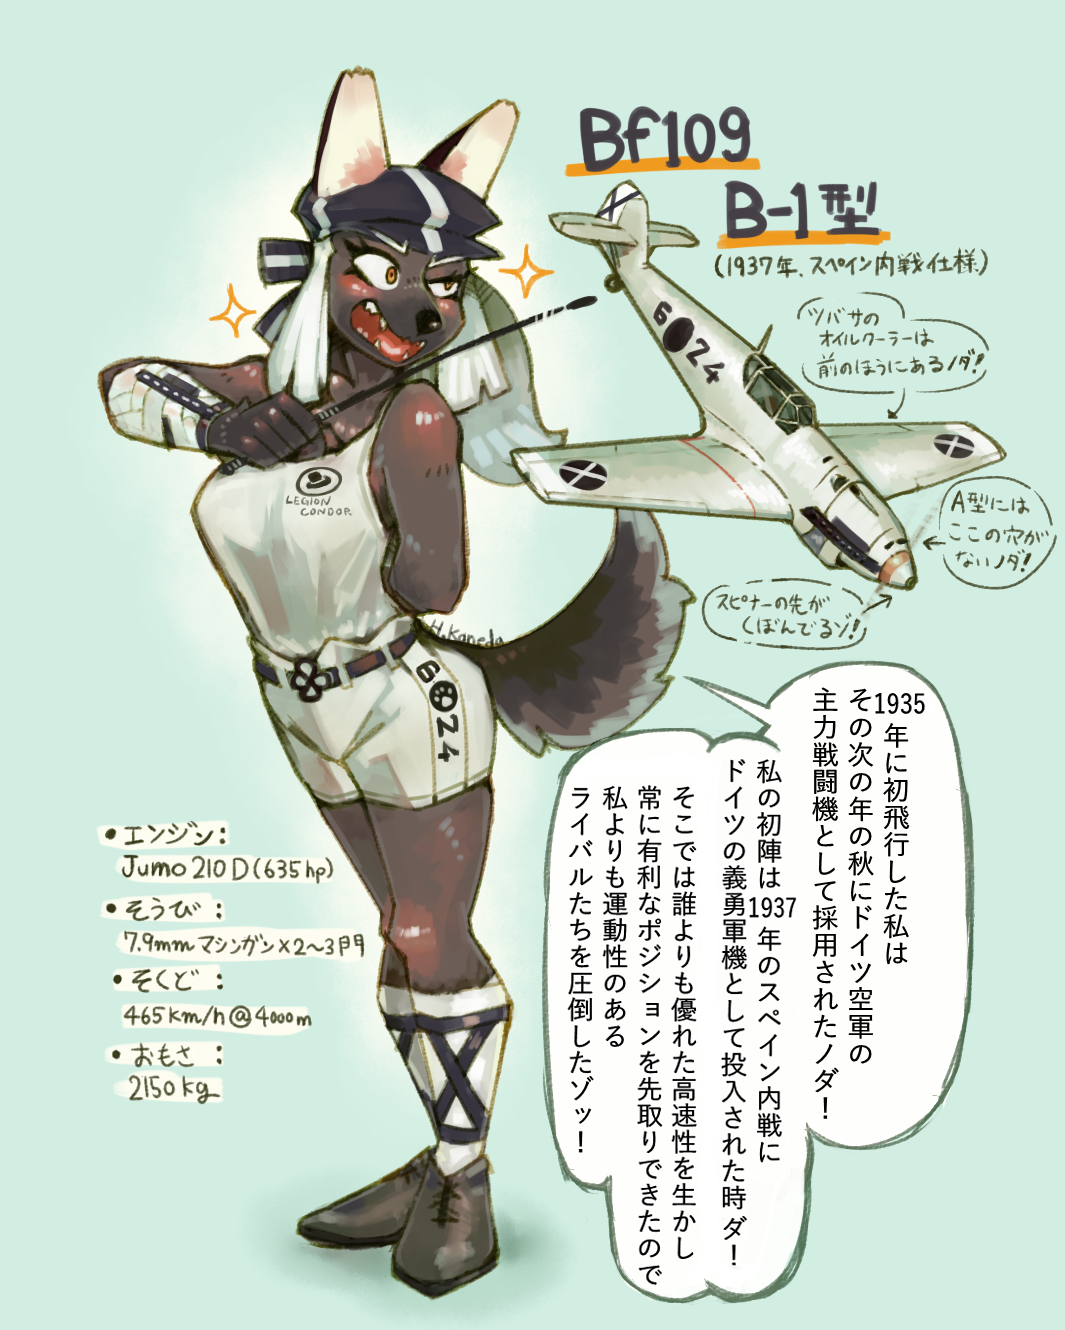 Bf109
B-1型
(1937年、スペイン内戦仕様)
ツバサの
オイルクーラーは
前のほうにあるノダ!
A型には
ここの穴が
ないノダ!
スピナーの先が
くぼんでるゾ!
6 24
LEGION
CONDOR
H.Kaneda
6 24
1935年に初飛行した私は
その次の年の秋にドイツ空軍の
主力戦闘機として採用されたノダ!
私の初陣は1937年のスペイン内戦に
ドイツの義勇軍機として投入された時ダ!
そこでは誰よりも優れた高速性を生かし
常に有利なポジションを先取りできたので
私よりも運動性のある
ライバルたちを圧倒したゾッ!
•エンジン:
Jumo 210 D (635hp)
•そうび:
7.9mmマシンガン×2〜3門
•そくど:
465km/h@4000m
•おもさ:
2150kg